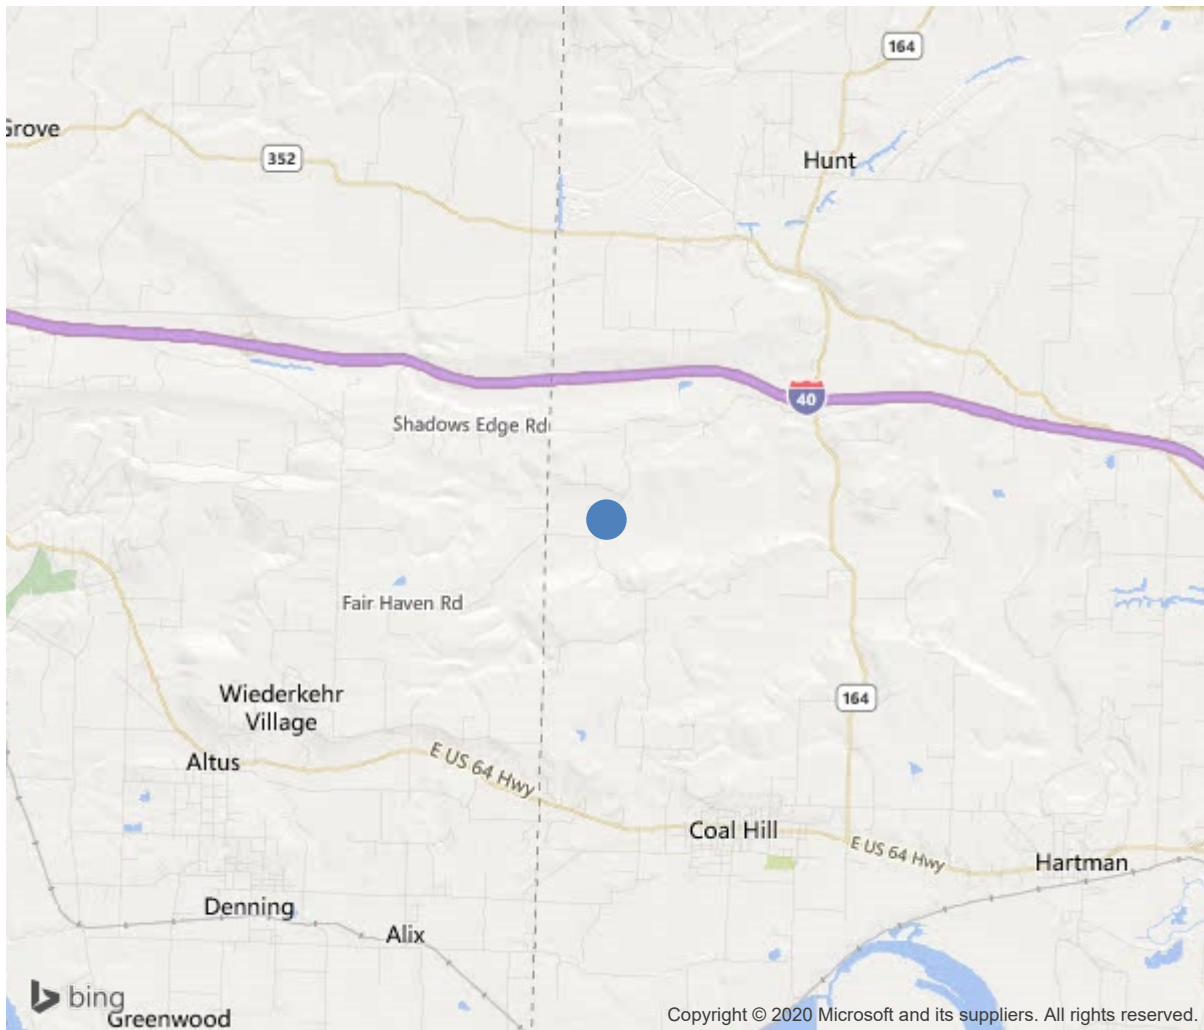 164
Grove
352
Hunt
40
Shadows Edge Rd
Fair Haven Rd
Wiederkehr
Village
164
Altus
E US 64 Hwy
Coal Hill
E US 64 Hwy
Hartman
Denning
Alix
bing
Greenwood
Copyright © 2020 Microsoft and its suppliers. All rights reserved.